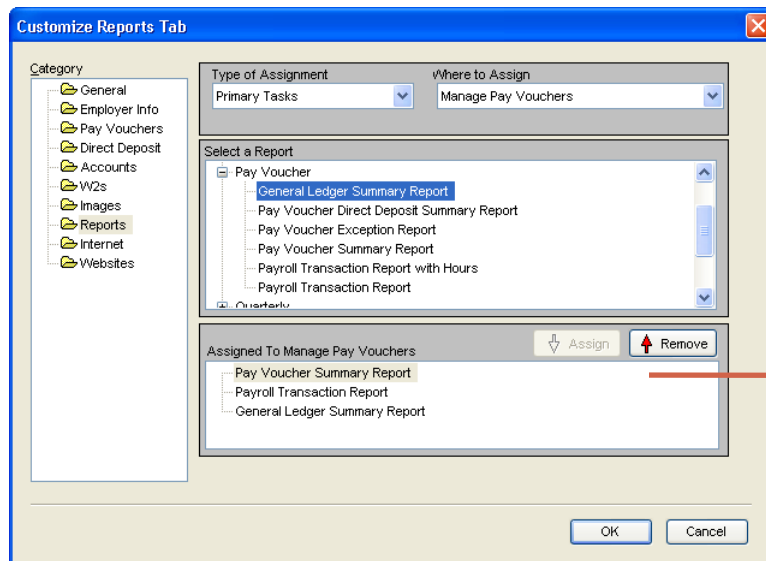 Customize Reports Tab
Category
General
Employer Info
Pay Vouchers
Direct Deposit
Accounts
W2s
Images
Reports
Internet
Websites
Type of Assignment
Where to Assign
Primary Tasks
Manage Pay Vouchers
Select a Report
Pay Voucher
General Ledger Summary Report
Pay Voucher Direct Deposit Summary Report
Pay Voucher Exception Report
Pay Voucher Summary Report
Payroll Transaction Report with Hours
Payroll Transaction Report
Quarterly
Assigned To Manage Pay Vouchers
Assign
Remove
Pay Voucher Summary Report
Payroll Transaction Report
General Ledger Summary Report
OK
Cancel